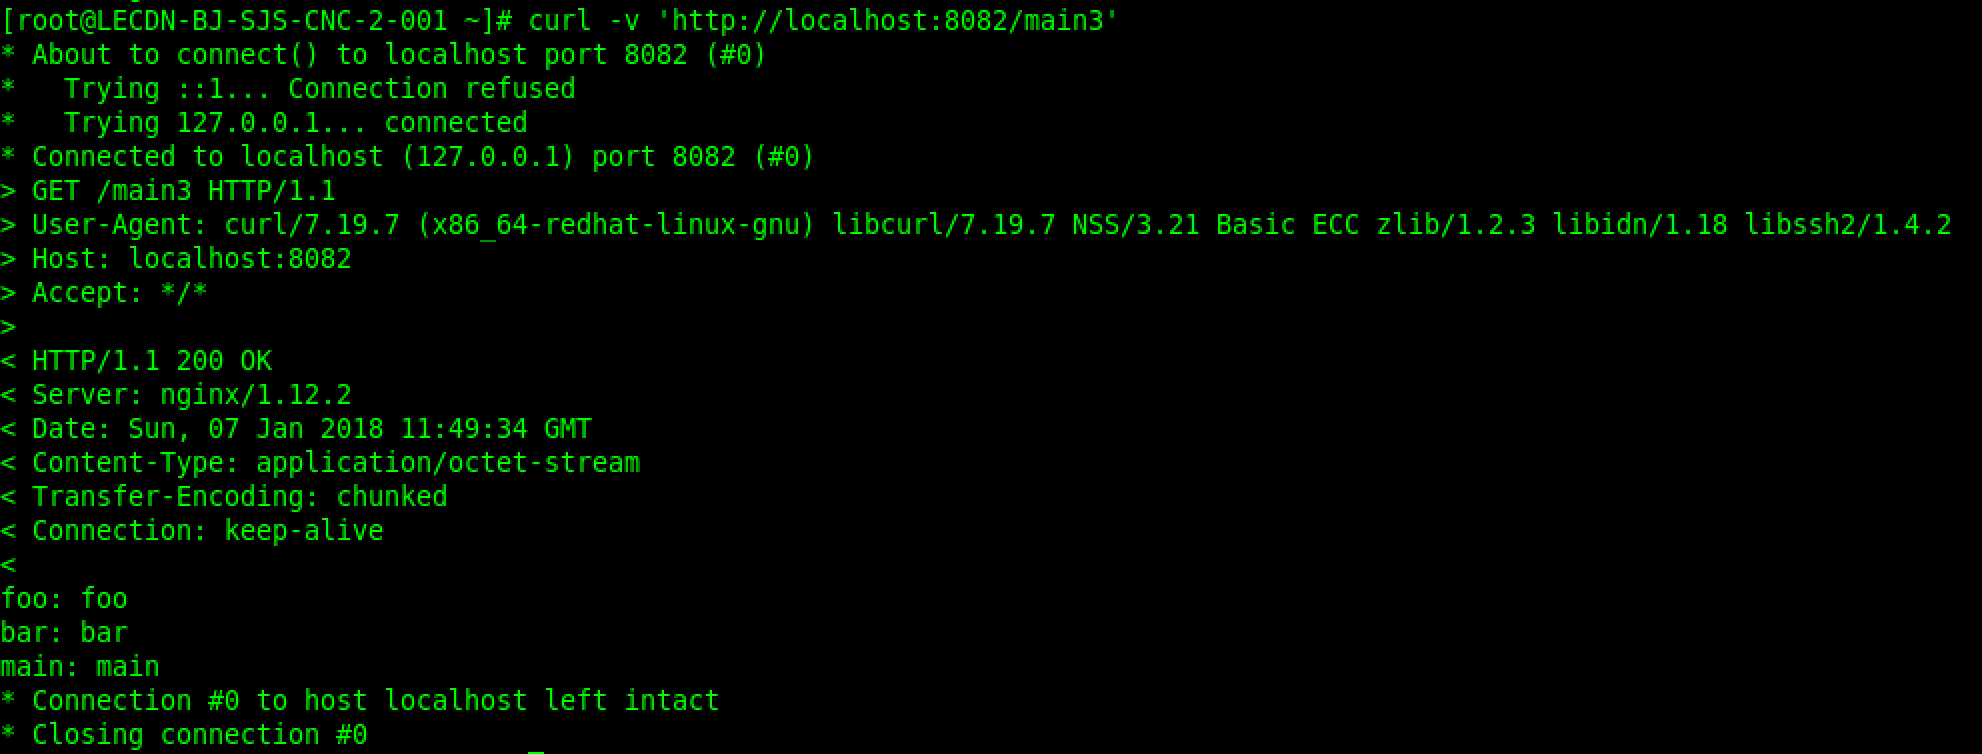 [root@LECDN-BJ-SJS-CNC-2-001 ~]# curl -v 'http://localhost:8082/main3'
* About to connect() to localhost port 8082 (#0)
*   Trying ::1... Connection refused
*   Trying 127.0.0.1... connected
* Connected to localhost (127.0.0.1) port 8082 (#0)
> GET /main3 HTTP/1.1
> User-Agent: curl/7.19.7 (x86_64-redhat-linux-gnu) libcurl/7.19.7 NSS/3.21 Basic ECC zlib/1.2.3 libidn/1.18 libssh2/1.4.2
> Host: localhost:8082
> Accept: */*
>
< HTTP/1.1 200 OK
< Server: nginx/1.12.2
< Date: Sun, 07 Jan 2018 11:49:34 GMT
< Content-Type: application/octet-stream
< Transfer-Encoding: chunked
< Connection: keep-alive
<
foo: foo
bar: bar
main: main
* Connection #0 to host localhost left intact
* Closing connection #0